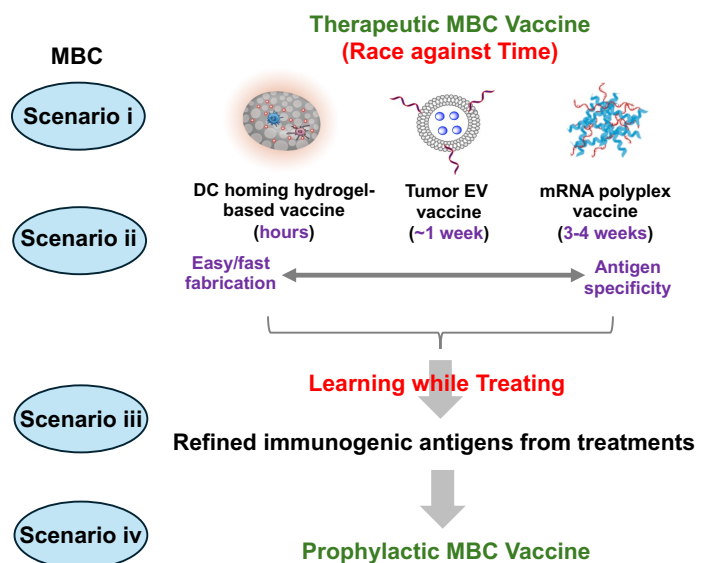 Therapeutic MBC Vaccine
(Race against Time)
MBC
Scenario i
DC homing hydrogel-
based vaccine
(hours)
Tumor EV
vaccine
(~1 week)
mRNA polyplex
vaccine
(3-4 weeks)
Scenario ii
Easy/fast
fabrication
Antigen
specificity
Learning while Treating
Scenario iii
Refined immunogenic antigens from treatments
Scenario iv
Prophylactic MBC Vaccine